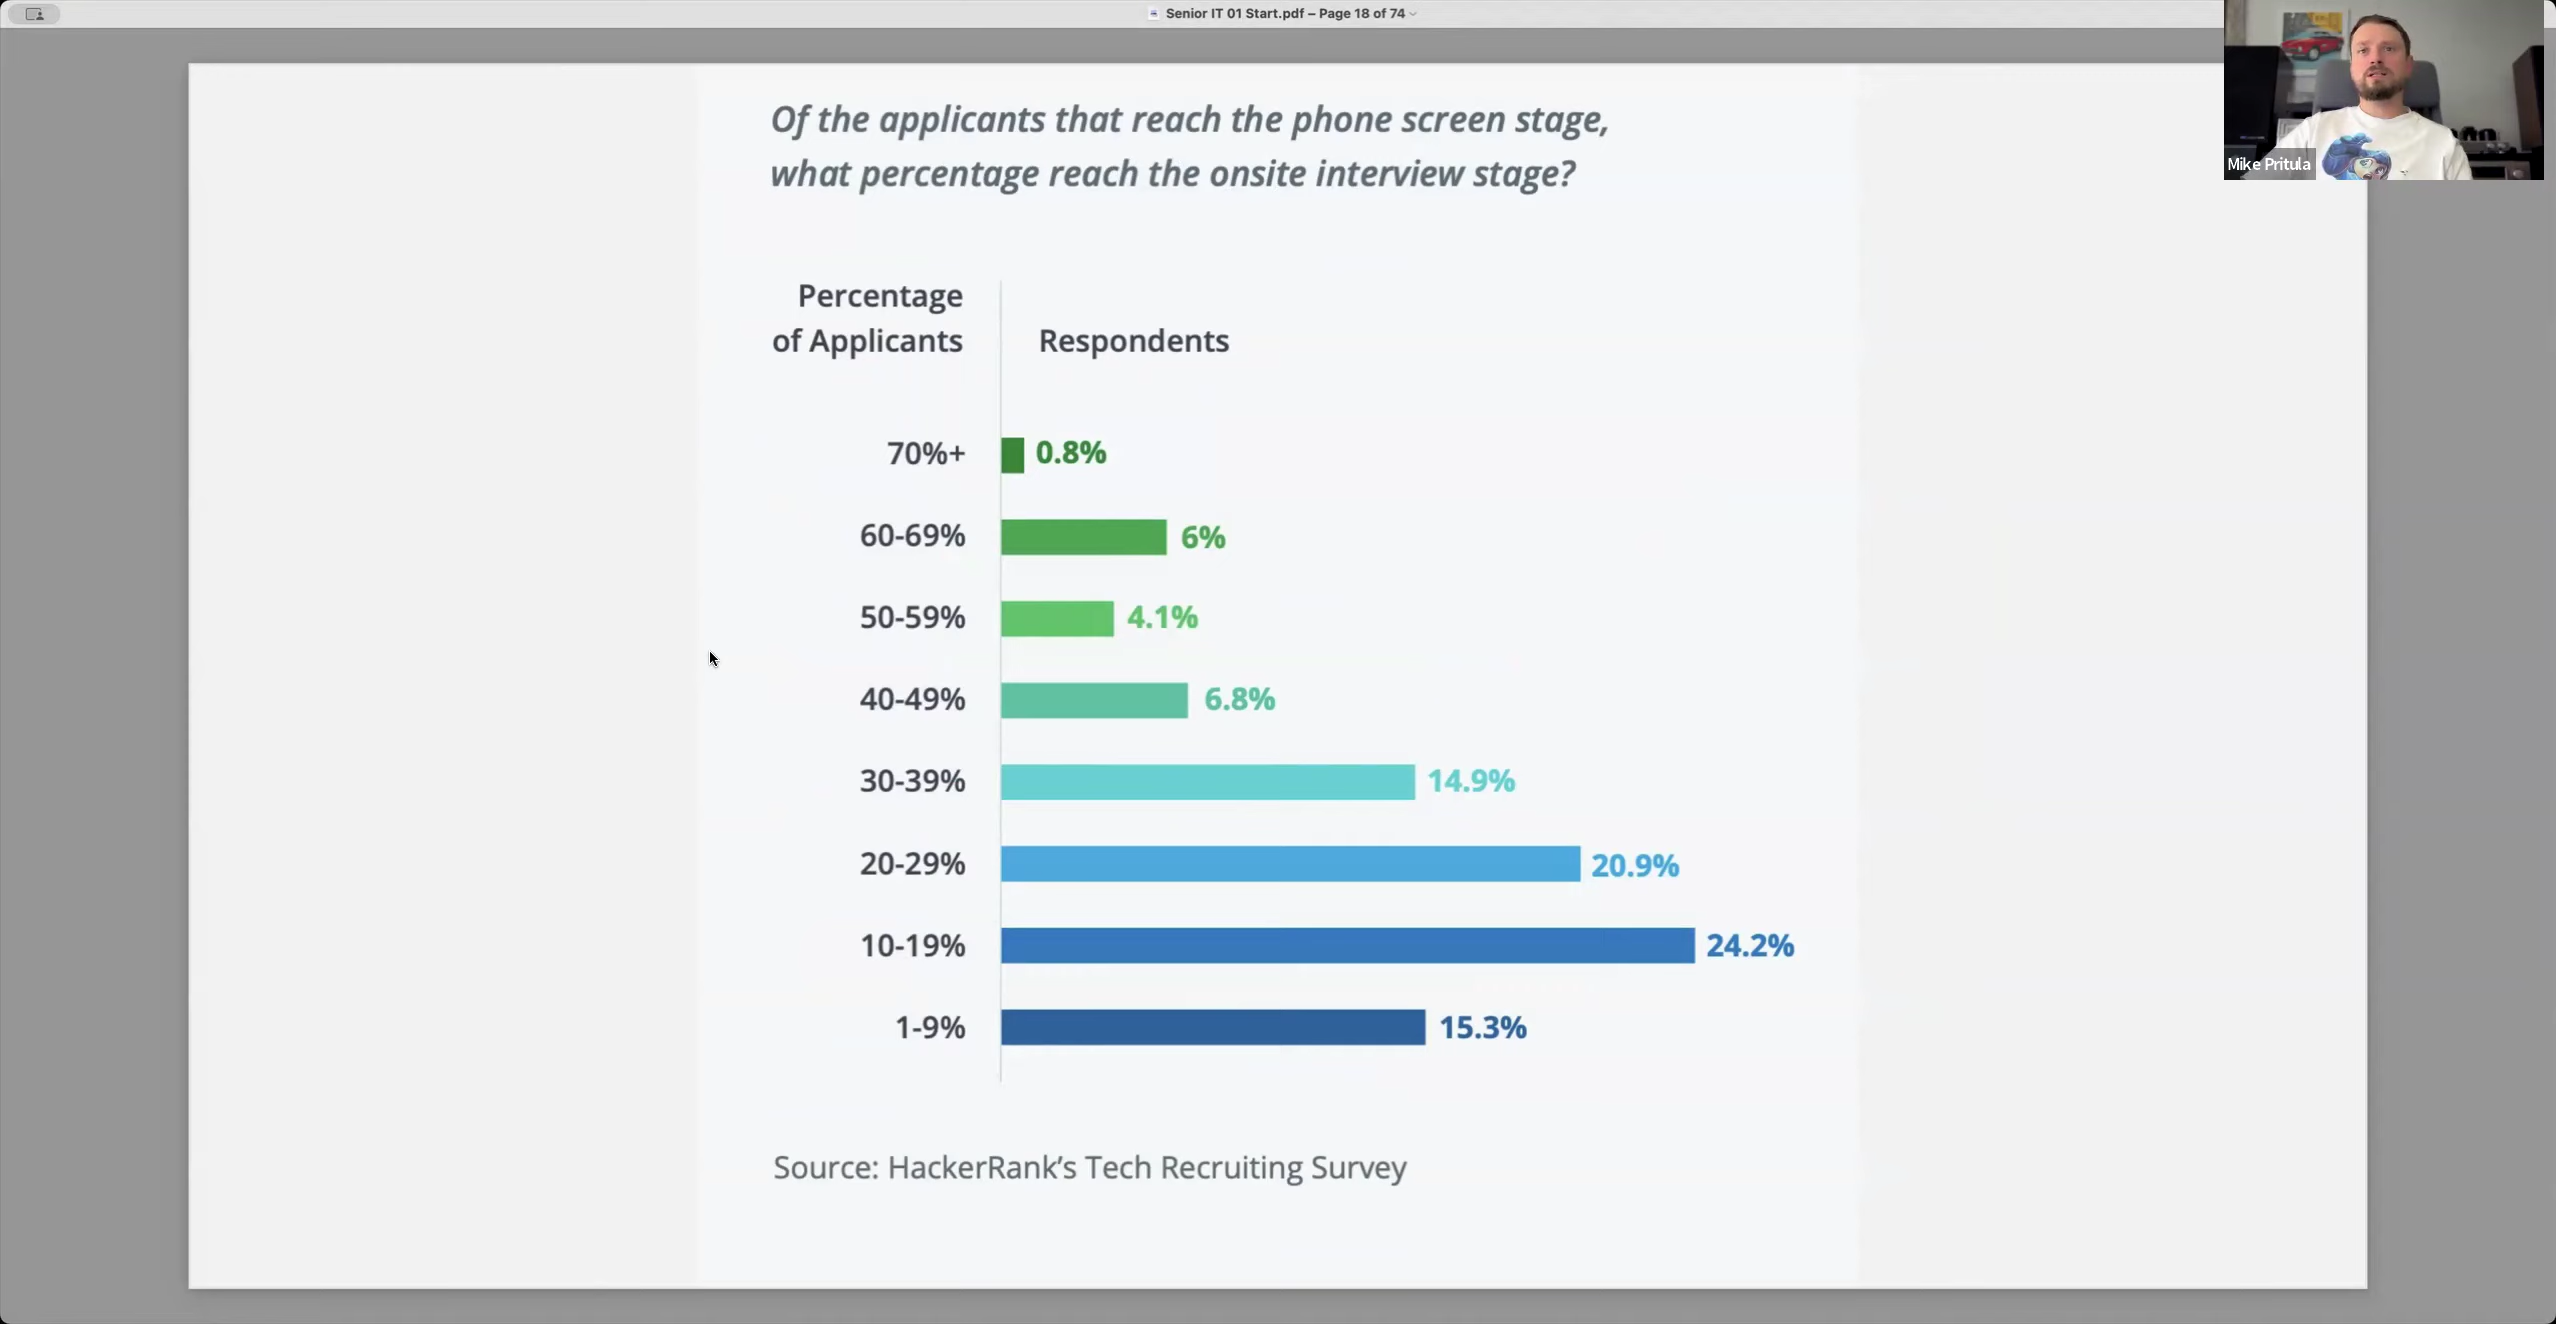 Senior IT 01 Start.pdf – Page 18 of 74
Mike Pritula
Of the applicants that reach the phone screen stage,
what percentage reach the onsite interview stage?
Percentage
of Applicants
Respondents
70%+ 0.8%
60-69% 6%
50-59% 4.1%
40-49% 6.8%
30-39% 14.9%
20-29% 20.9%
10-19% 24.2%
1-9% 15.3%
Source: HackerRank’s Tech Recruiting Survey